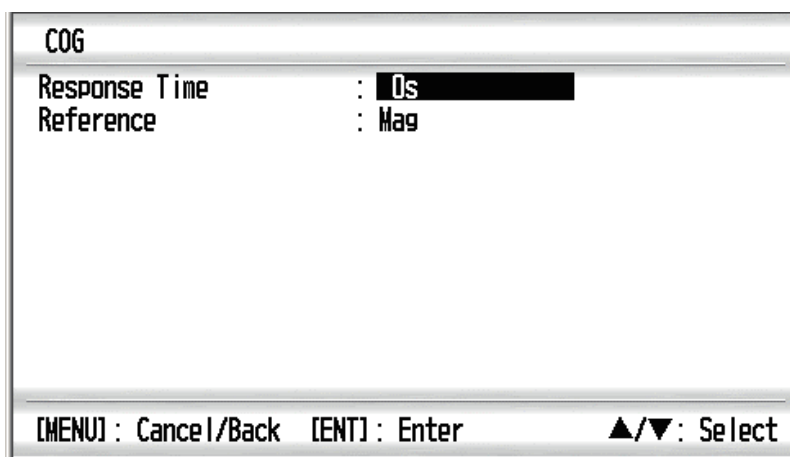 COG
Response Time : 0s
Reference : Mag
[MENU] : Cancel/Back [ENT] : Enter ▲/▼ : Select